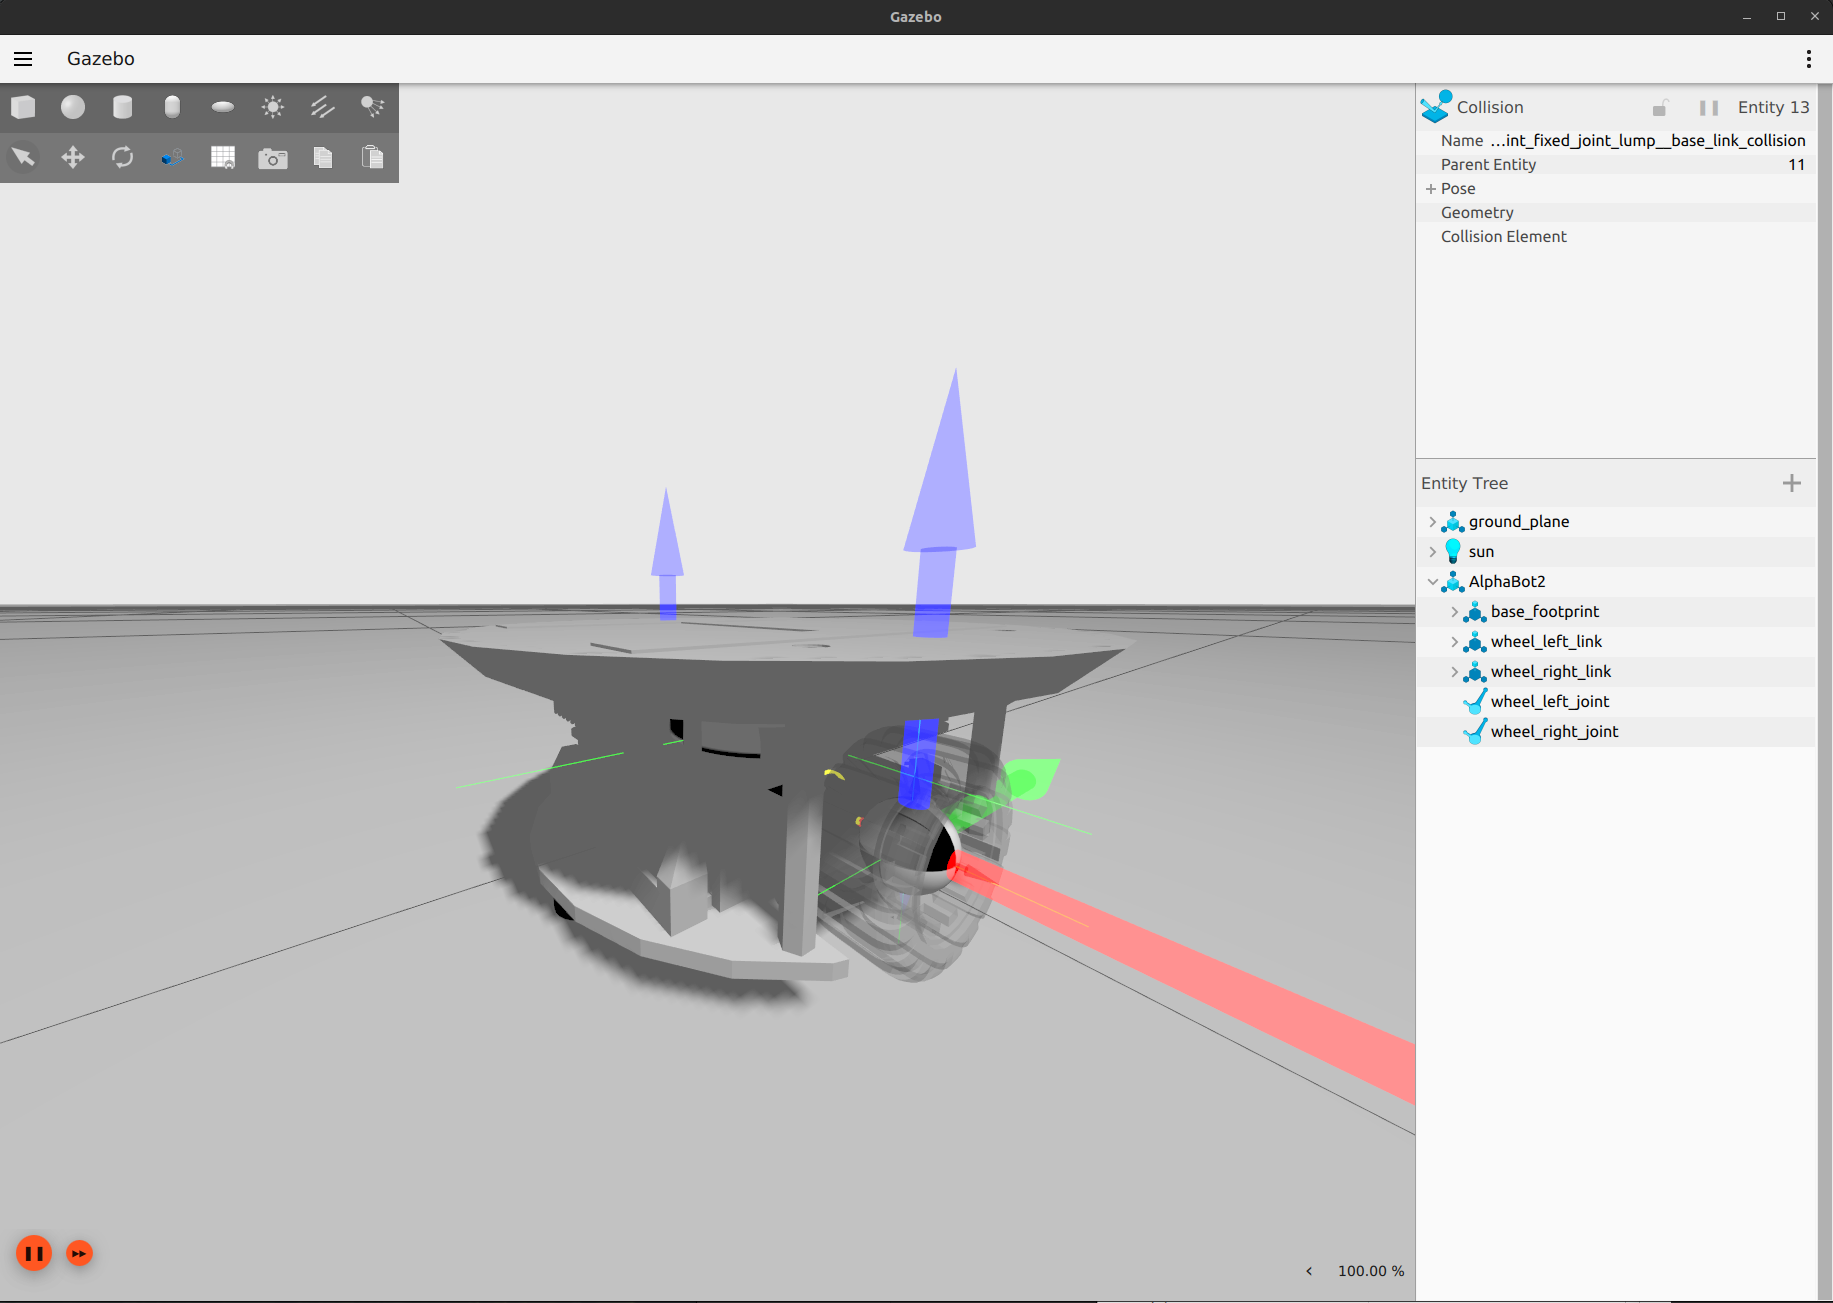 Gazebo
Gazebo
Collision
Entity 13
Name ...int_fixed_joint_lump__base_link_collision
Parent Entity 11
Pose
Geometry
Collision Element
Entity Tree
ground_plane
sun
AlphaBot2
base_footprint
wheel_left_link
wheel_right_link
wheel_left_joint
wheel_right_joint
100.00 %